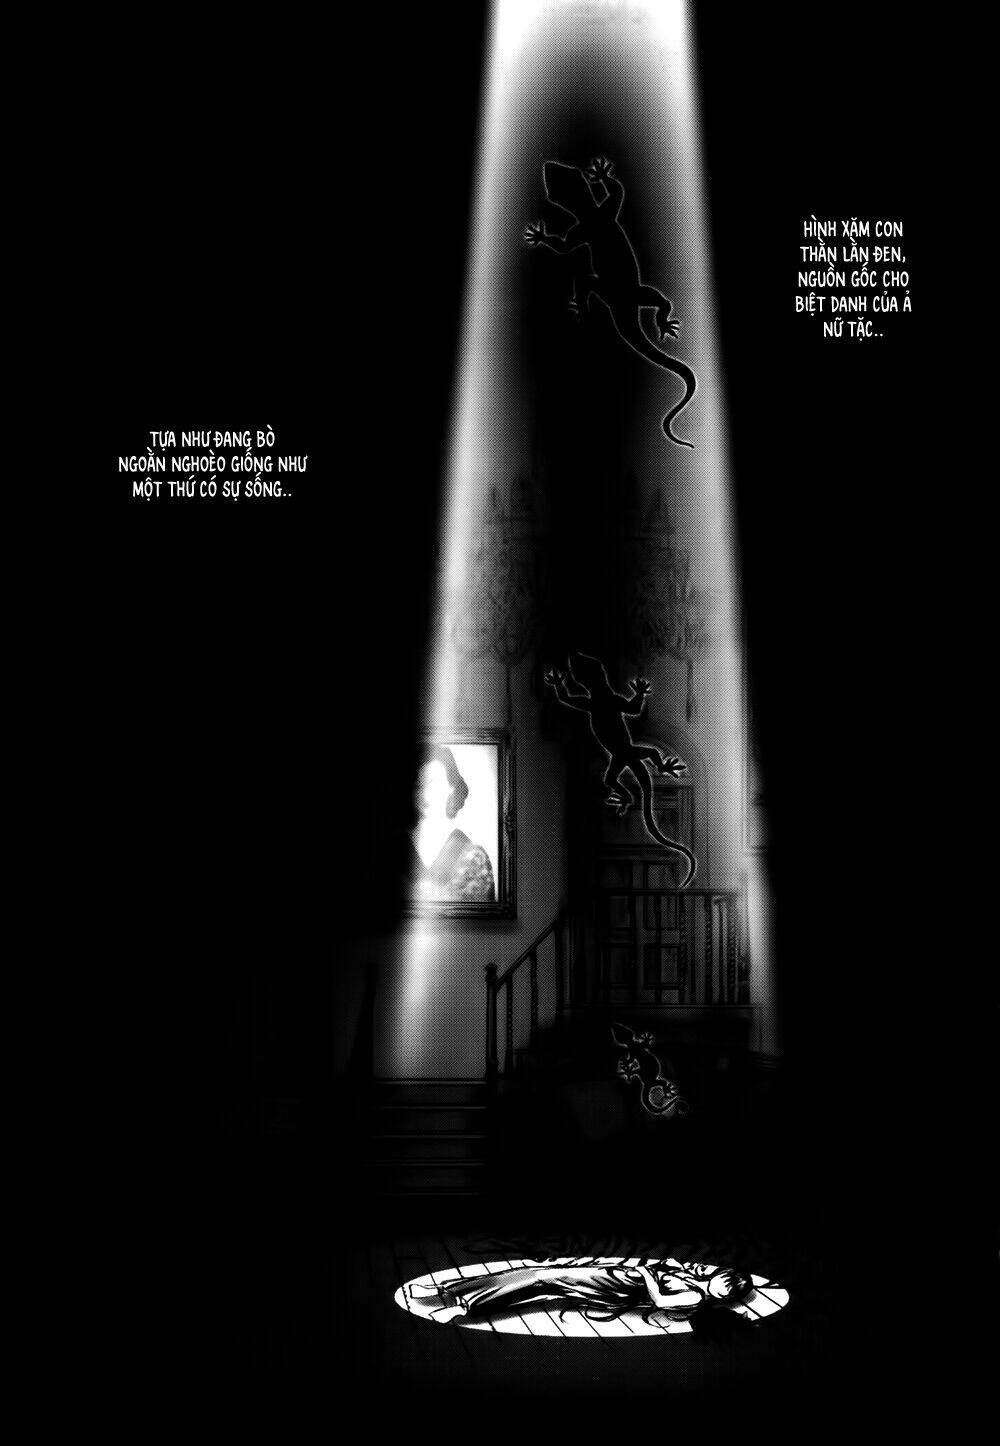 HÌNH XĂM CON
THẰN LẰN ĐEN,
NGUỒN GỐC CHO
BIỆT DANH CỦA Ả
NỮ TẶC..
TỰA NHƯ ĐANG BÒ
NGOẰN NGHOÈO GIỐNG NHƯ
MỘT THỨ CÓ SỰ SỐNG..